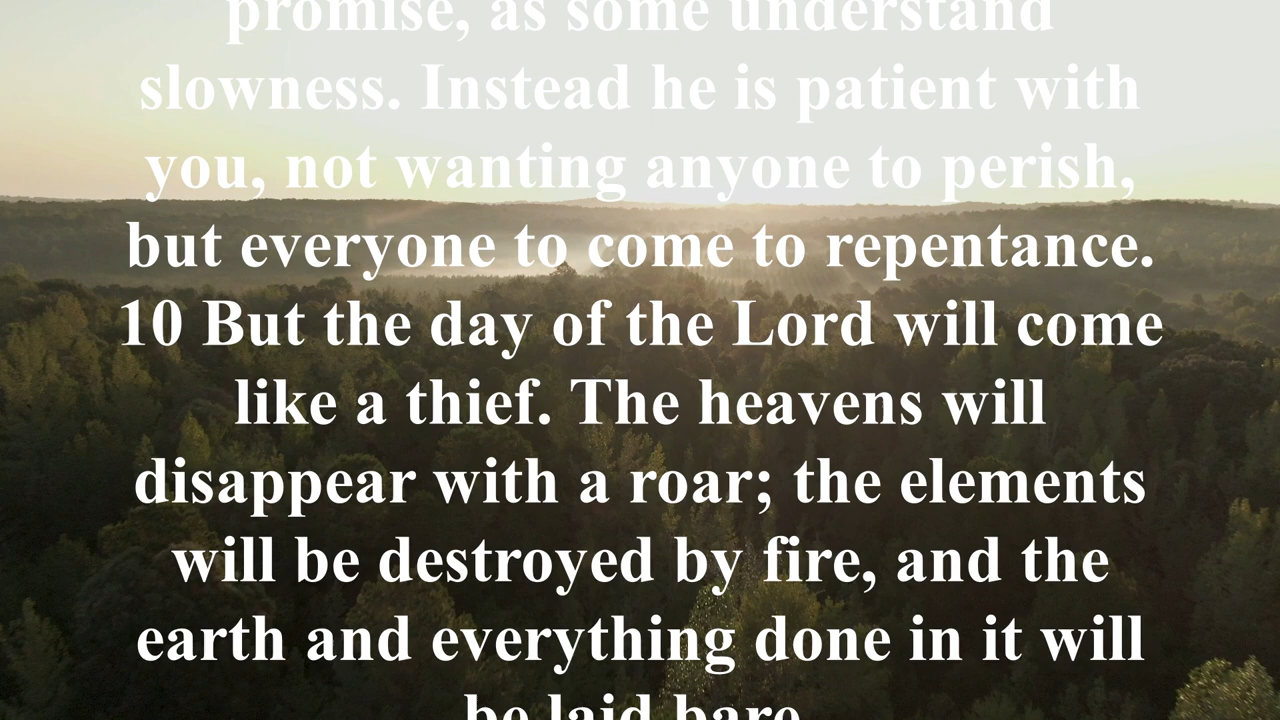 promise, as some understand
slowness. Instead he is patient with
you, not wanting anyone to perish,
but everyone to come to repentance.
10 But the day of the Lord will come
like a thief. The heavens will
disappear with a roar; the elements
will be destroyed by fire, and the
earth and everything done in it will
be laid bare